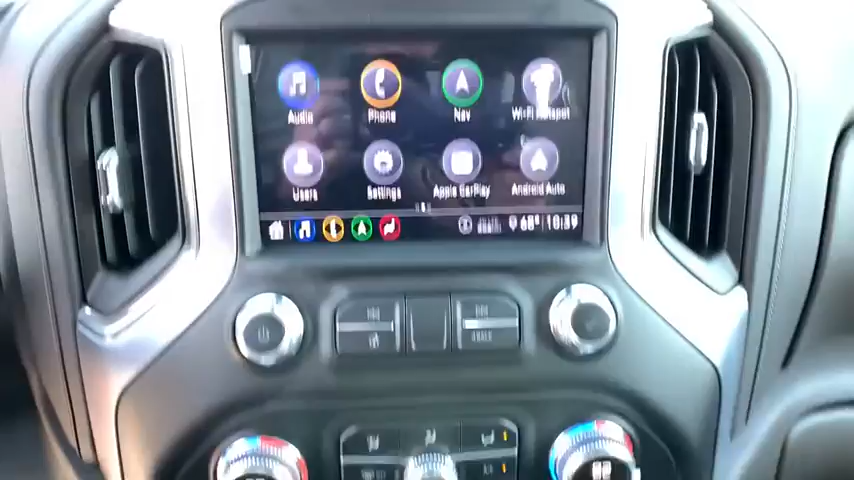 Audio Phone Nav Wi-Fi Hotspot
Users Settings Apple CarPlay Android Auto
68° 10:39